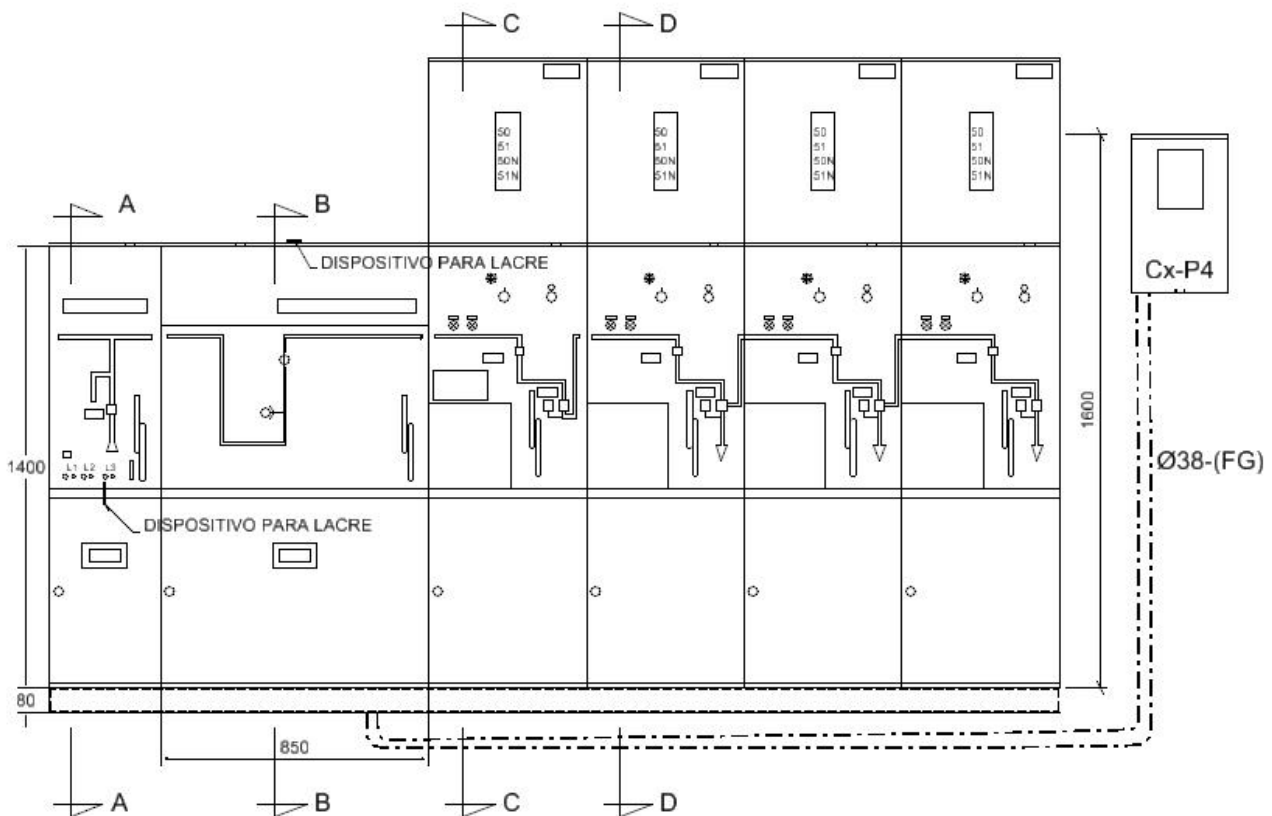 C
D
50
51
50N
51N
50
51
50N
51N
50
51
50N
51N
50
51
50N
51N
A
B
DISPOSITIVO PARA LACRE
Cx-P4
1600
1400
L1 L2 L3
Ø38-(FG)
DISPOSITIVO PARA LACRE
80
850
A
B
C
D